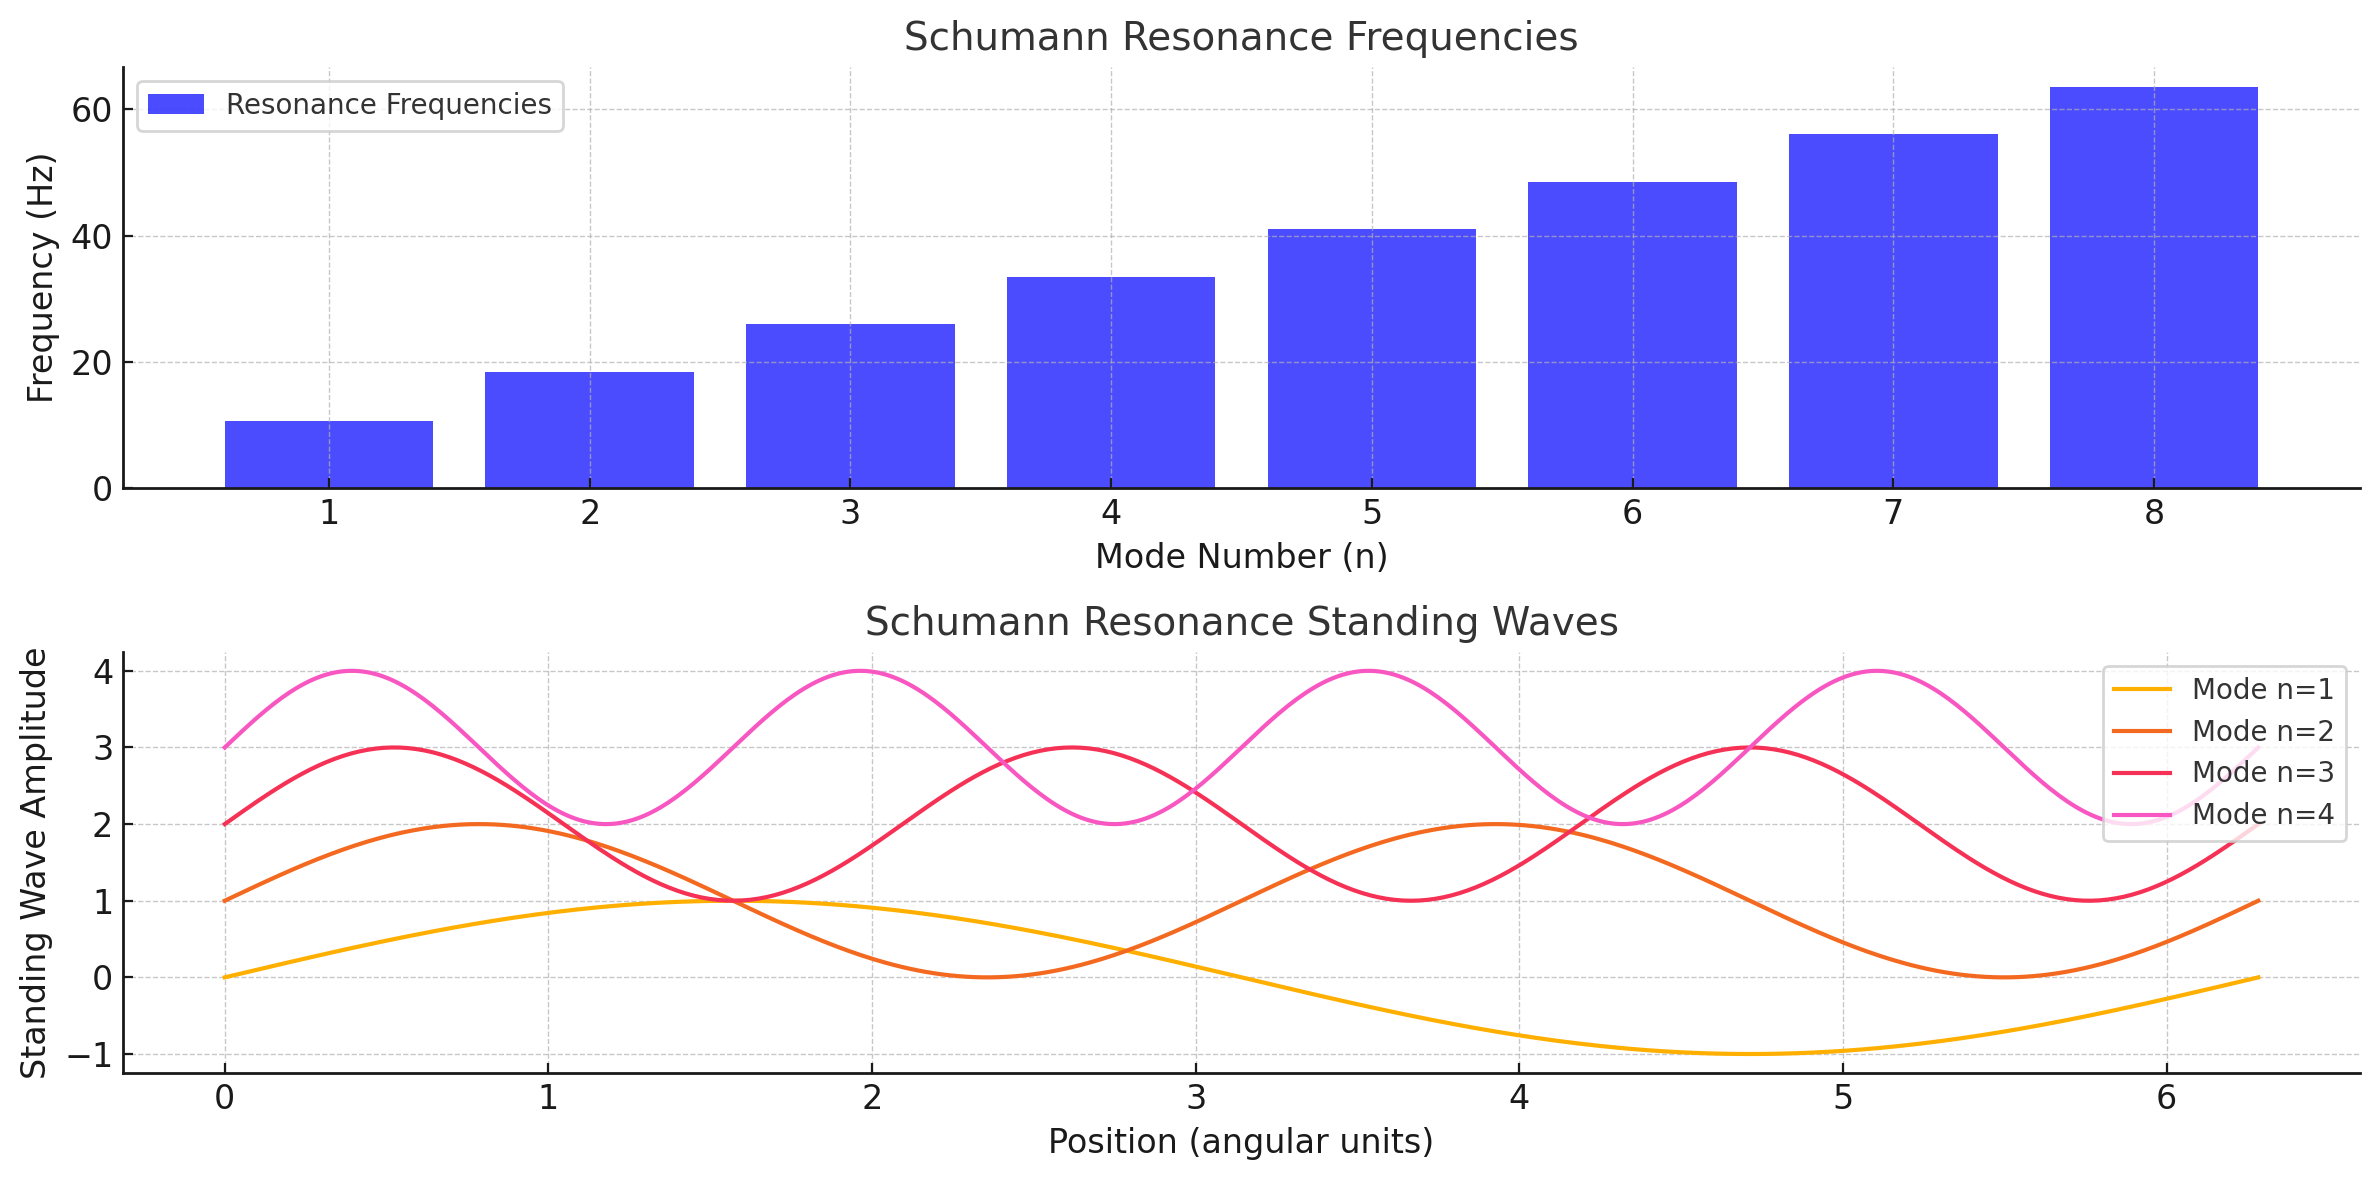 Schumann Resonance Frequencies
Resonance Frequencies
Frequency (Hz)
60
40
20
0
1 2 3 4 5 6 7 8
Mode Number (n)
Schumann Resonance Standing Waves
Standing Wave Amplitude
4
3
2
1
0
−1
Mode n=1
Mode n=2
Mode n=3
Mode n=4
0 1 2 3 4 5 6
Position (angular units)